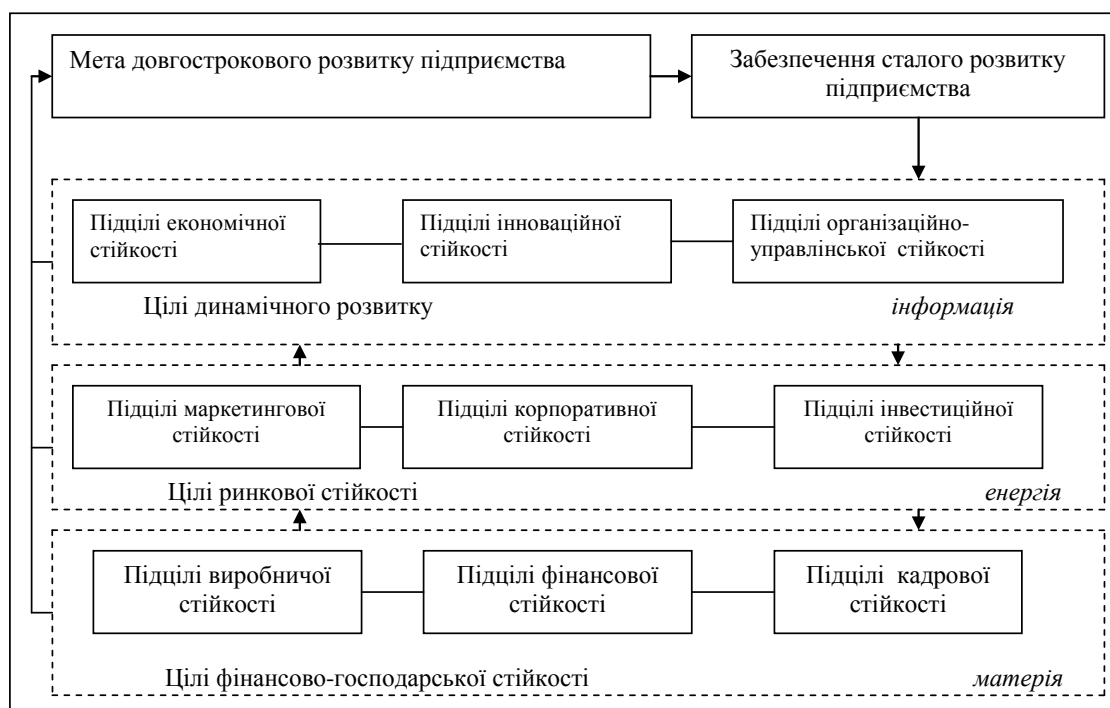 Мета довгострокового розвитку підприємства
Забезпечення сталого розвитку
підприємства
Підцілі економічної
стійкості
Підцілі інноваційної
стійкості
Підцілі організаційно-
управлінської стійкості
Цілі динамічного розвитку
інформація
Підцілі маркетингової
стійкості
Підцілі корпоративної
стійкості
Підцілі інвестиційної
стійкості
Цілі ринкової стійкості
енергія
Підцілі виробничої
стійкості
Підцілі фінансової
стійкості
Підцілі кадрової
стійкості
Цілі фінансово-господарської стійкості
матерія